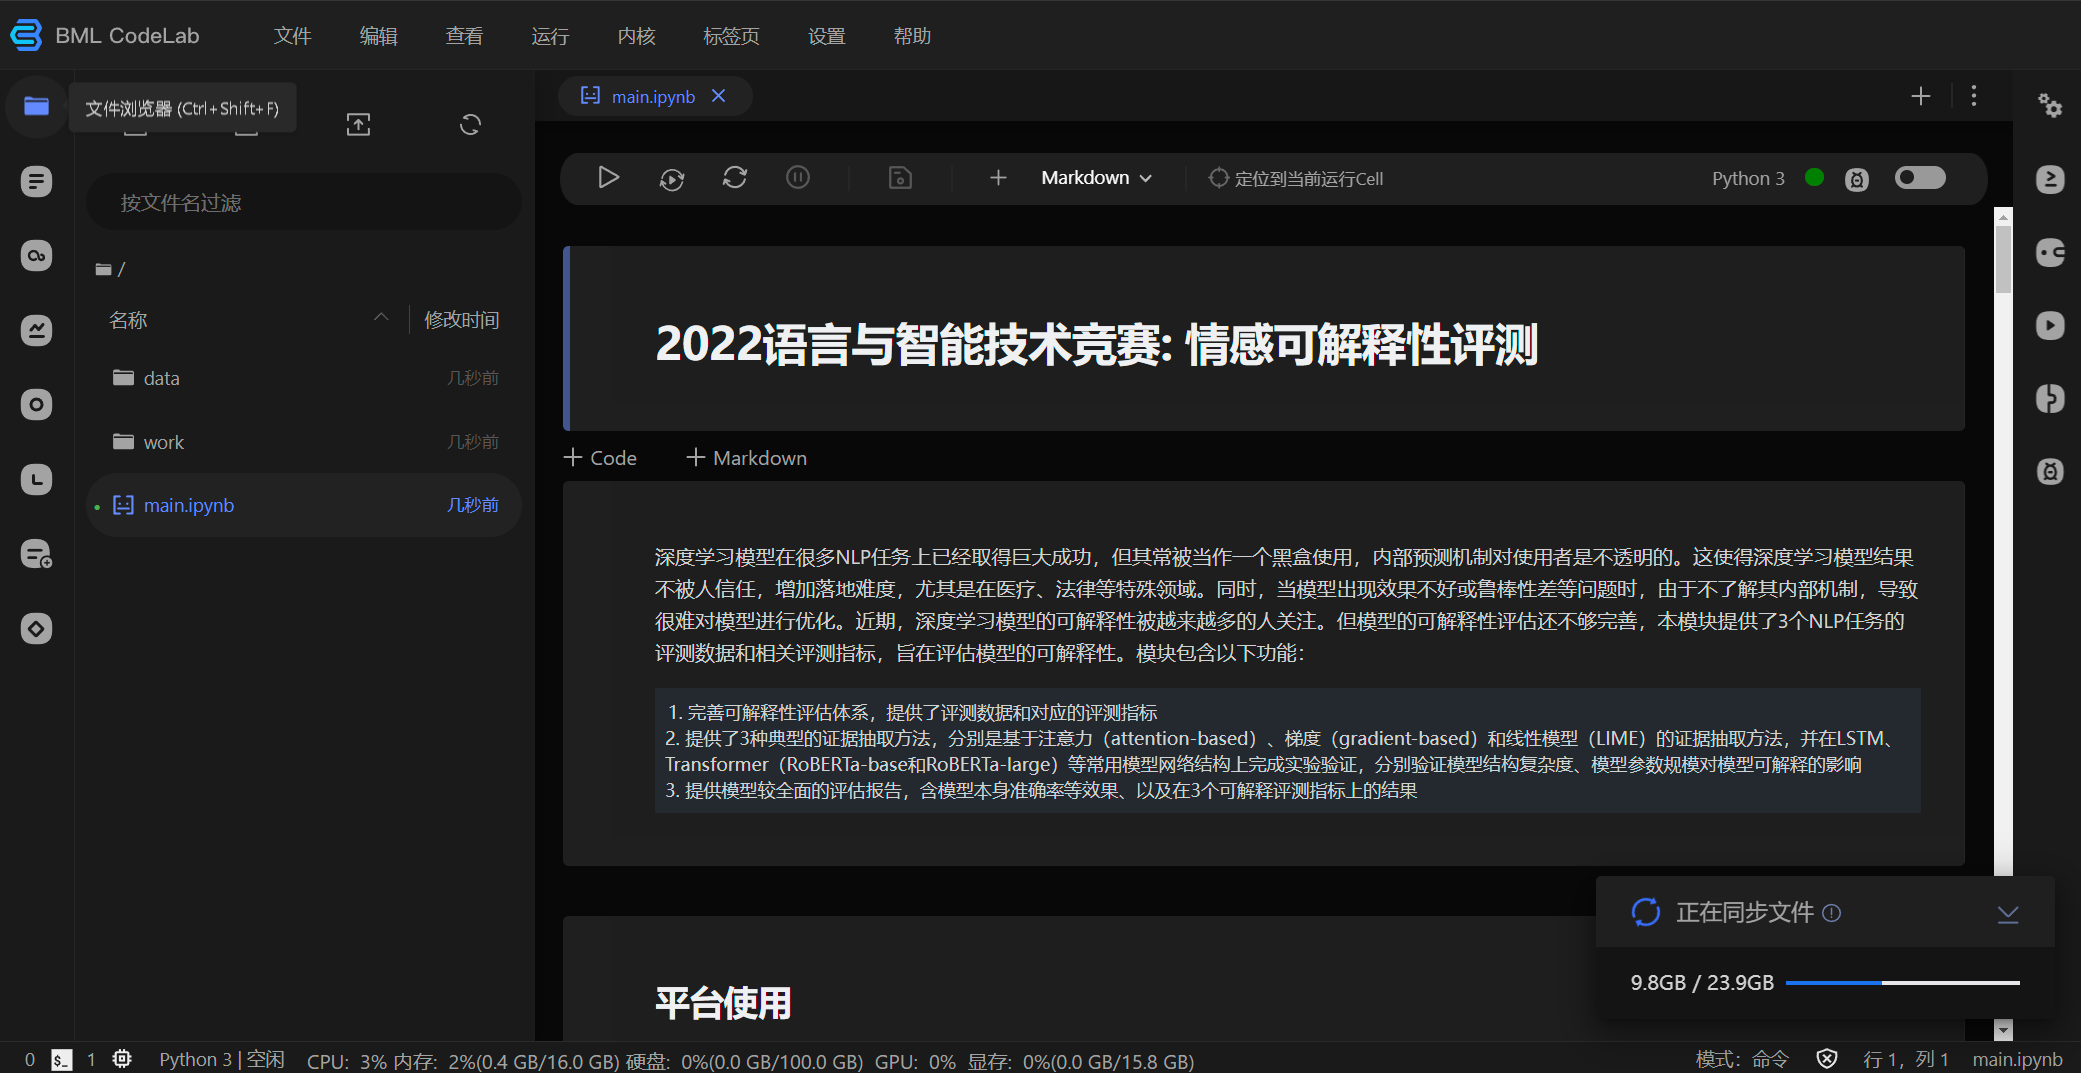 BML CodeLab 文件 编辑 查看 运行 内核 标签页 设置 帮助
文件浏览器 (Ctrl+Shift+F)
main.ipynb
Markdown 定位到当前运行Cell Python 3
按文件名过滤
/
名称 修改时间
data 几秒前
work 几秒前
main.ipynb 几秒前
2022语言与智能技术竞赛: 情感可解释性评测
Code Markdown
深度学习模型在很多NLP任务上已经取得巨大成功，但其常被当作一个黑盒使用，内部预测机制对使用者是不透明的。这使得深度学习模型结果
不被人信任，增加落地难度，尤其是在医疗、法律等特殊领域。同时，当模型出现效果不好或鲁棒性差等问题时，由于不了解其内部机制，导致
很难对模型进行优化。近期，深度学习模型的可解释性被越来越多的人关注。但模型的可解释性评估还不够完善，本模块提供了3个NLP任务的
评测数据和相关评测指标，旨在评估模型的可解释性。模块包含以下功能：
1. 完善可解释性评估体系，提供了评测数据和对应的评测指标
2. 提供了3种典型的证据抽取方法，分别是基于注意力（attention-based）、梯度（gradient-based）和线性模型（LIME）的证据抽取方法，并在LSTM、
Transformer（RoBERTa-base和RoBERTa-large）等常用模型网络结构上完成实验验证，分别验证模型结构复杂度、模型参数规模对模型可解释的影响
3. 提供模型较全面的评估报告，含模型本身准确率等效果、以及在3个可解释评测指标上的结果
平台使用
正在同步文件
9.8GB / 23.9GB
0 $_ 1 Python 3 | 空闲 CPU: 3% 内存: 2%(0.4 GB/16.0 GB) 硬盘: 0%(0.0 GB/100.0 GB) GPU: 0% 显存: 0%(0.0 GB/15.8 GB) 模式: 命令 行 1，列 1 main.ipynb